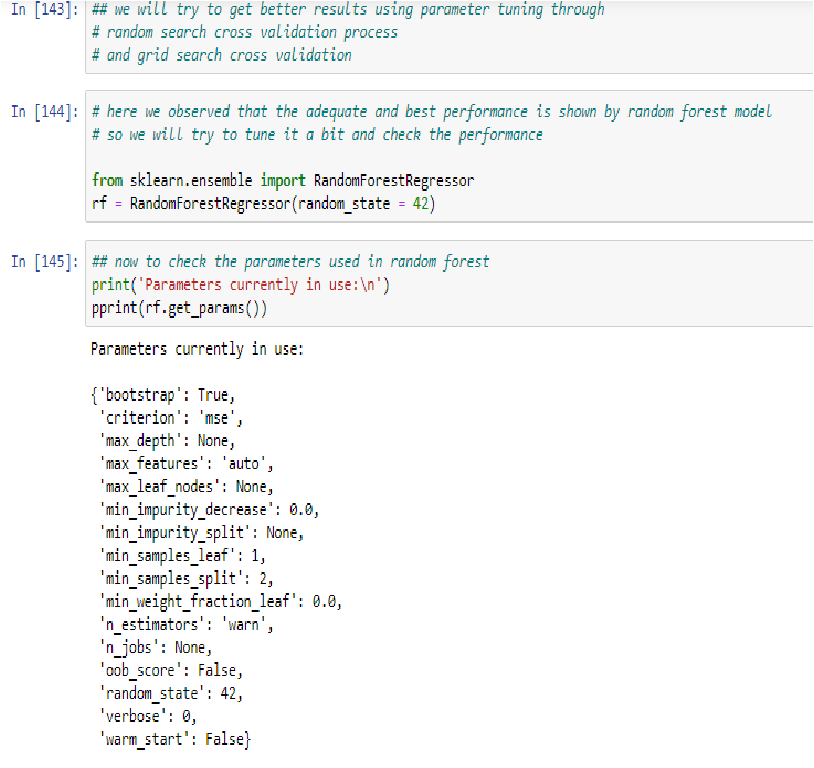 In [143]: ## we will try to get better results using parameter tuning through
# random search cross validation process
# and grid search cross validation
In [144]: # here we observed that the adequate and best performance is shown by random forest model
# so we will try to tune it a bit and check the performance
from sklearn.ensemble import RandomForestRegressor
rf = RandomForestRegressor(random_state = 42)
In [145]: ## now to check the parameters used in random forest
print('Parameters currently in use:\n')
pprint(rf.get_params())
Parameters currently in use:
{'bootstrap': True,
'criterion': 'mse',
'max_depth': None,
'max_features': 'auto',
'max_leaf_nodes': None,
'min_impurity_decrease': 0.0,
'min_impurity_split': None,
'min_samples_leaf': 1,
'min_samples_split': 2,
'min_weight_fraction_leaf': 0.0,
'n_estimators': 'warn',
'n_jobs': None,
'oob_score': False,
'random_state': 42,
'verbose': 0,
'warm_start': False}